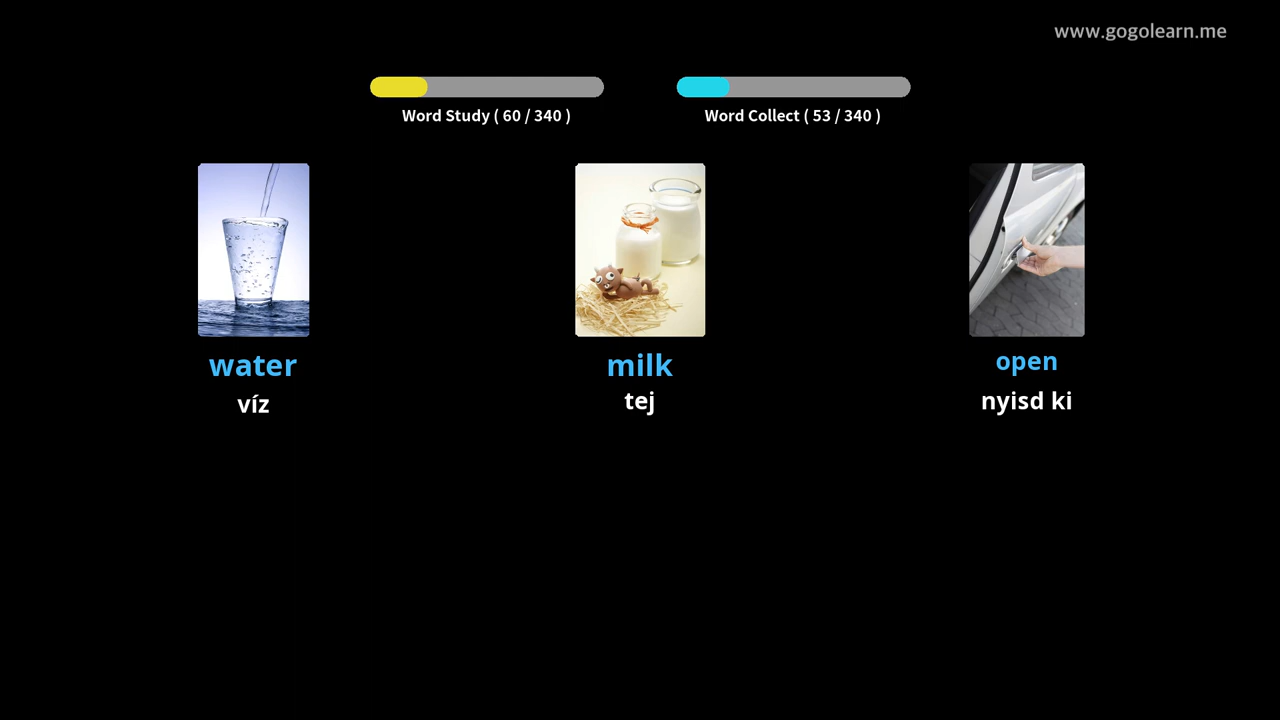 www.gogolearn.me
Word Study ( 60 / 340 )
Word Collect ( 53 / 340 )
water
víz
milk
tej
open
nyisd ki